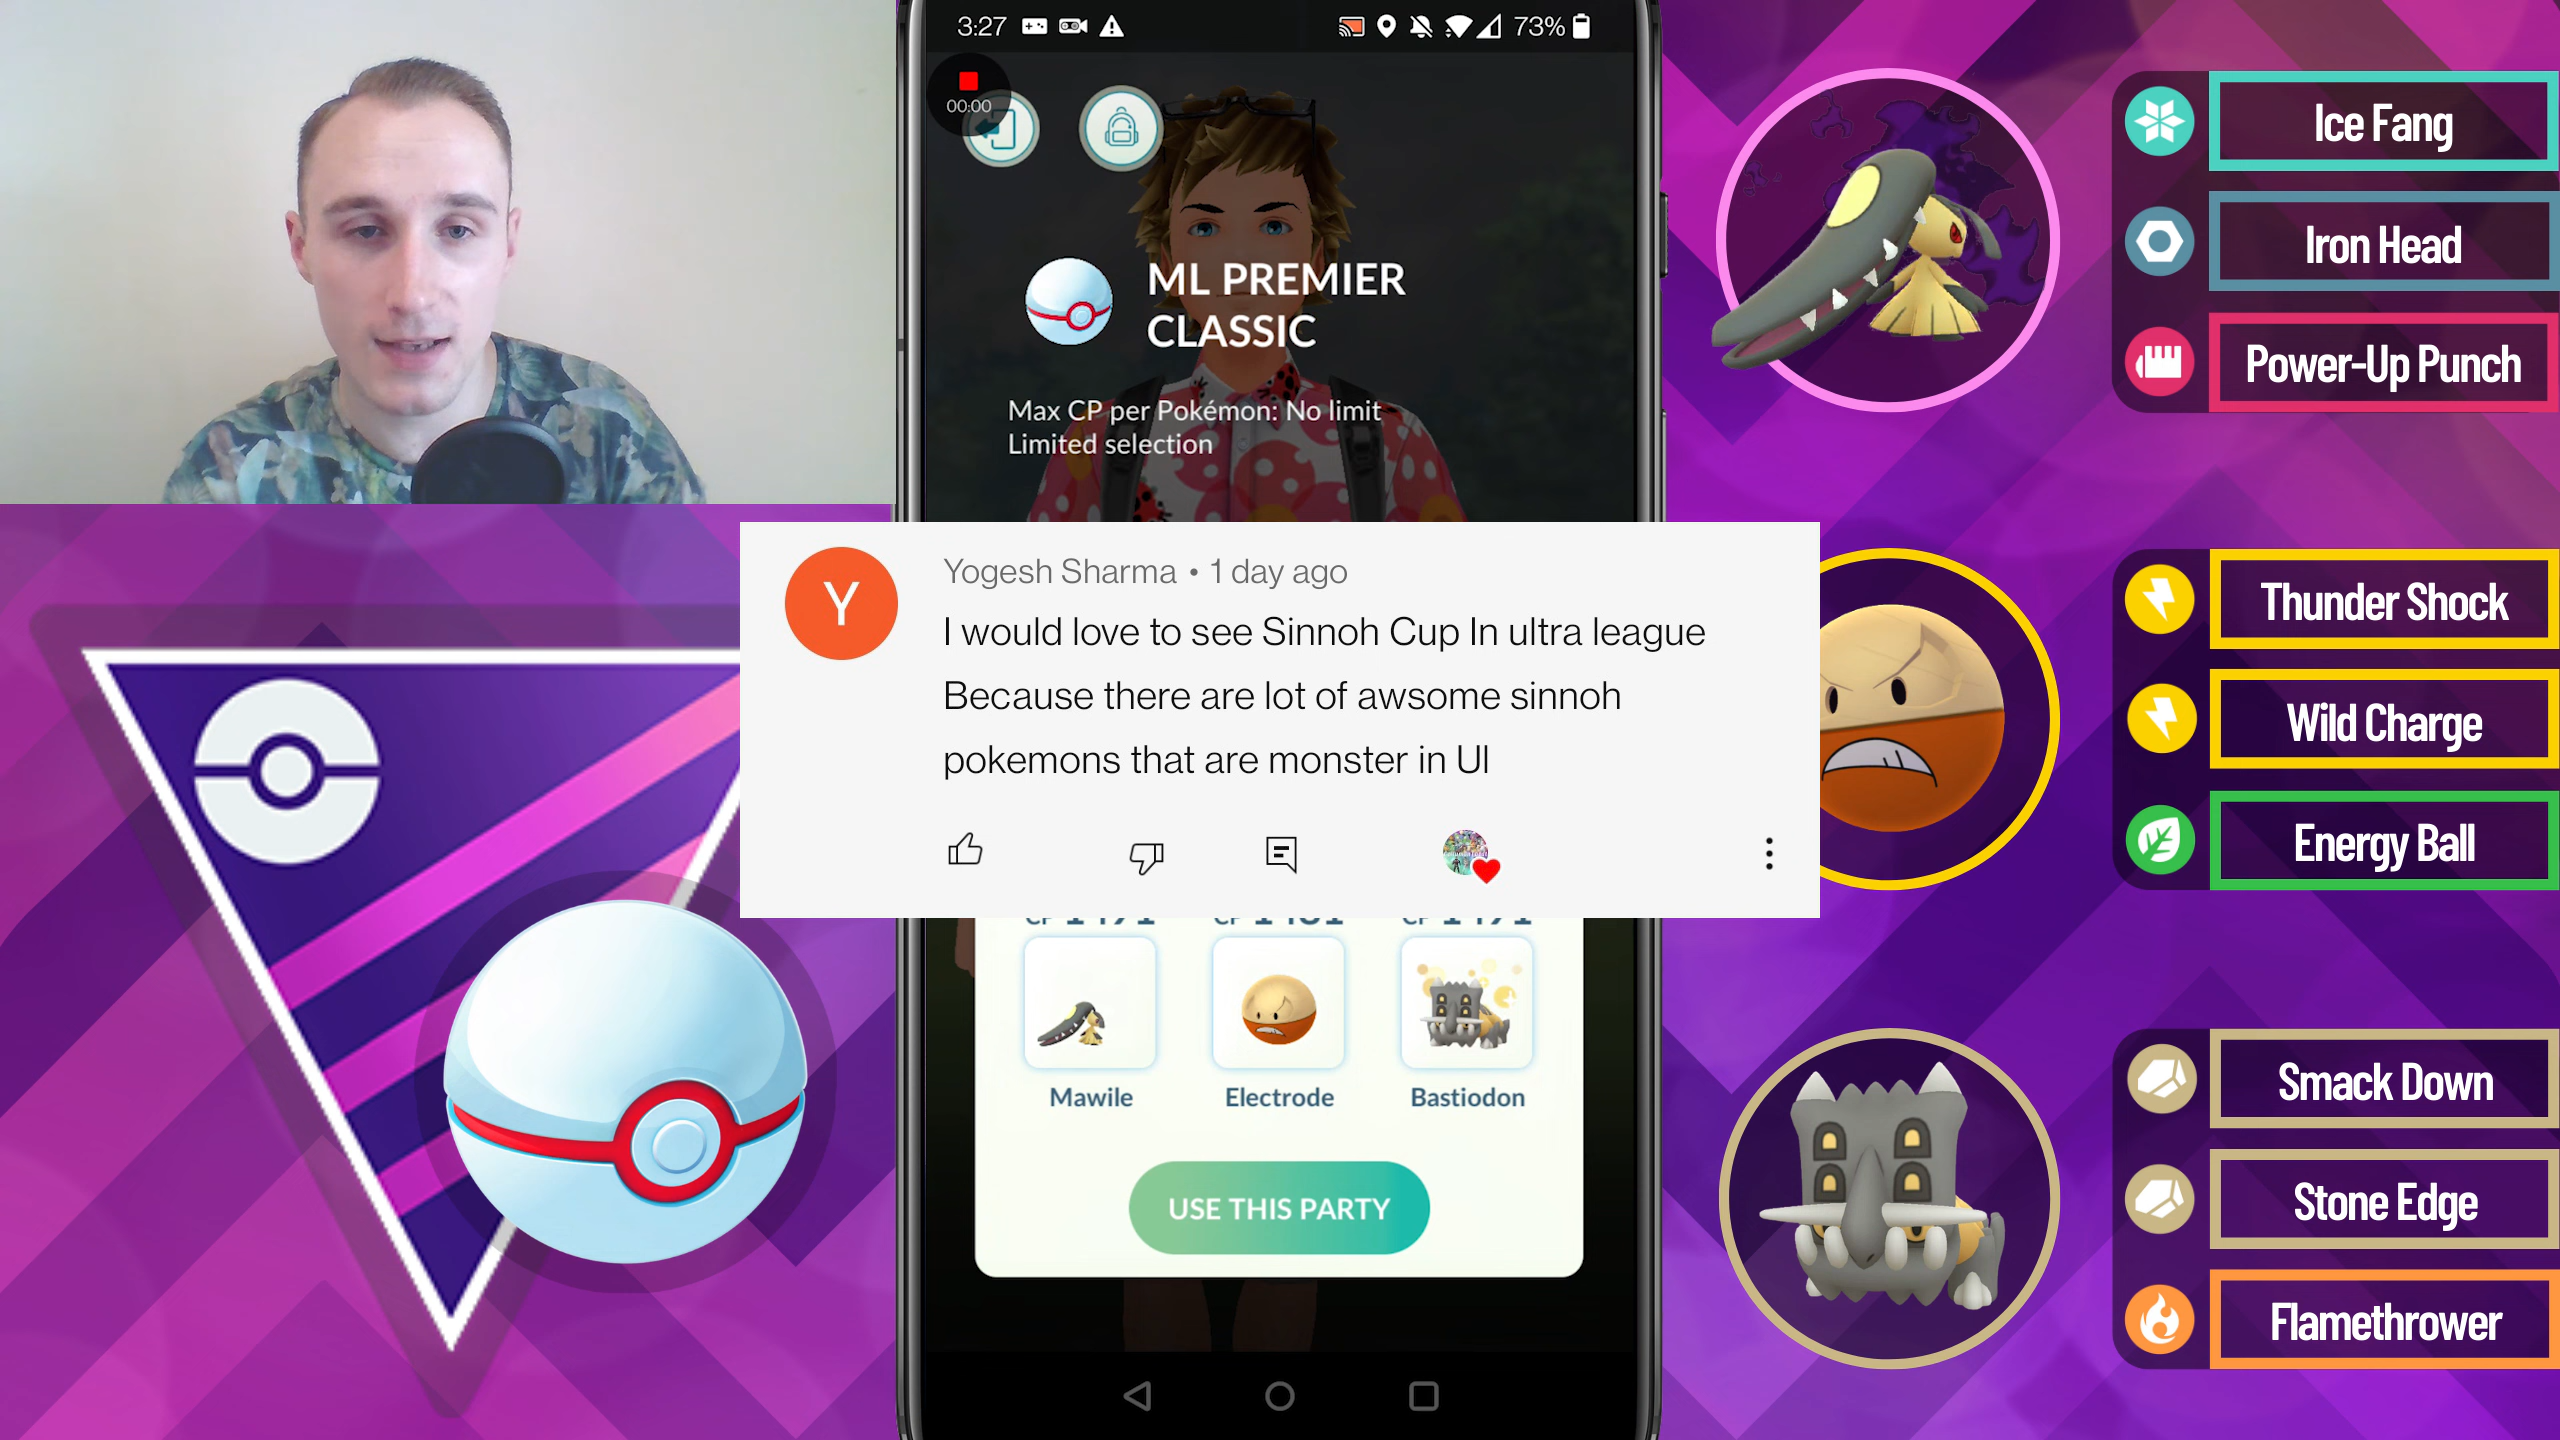 3:27
73%
00:00
ML PREMIER
CLASSIC
Max CP per Pokémon: No limit
Limited selection
Y
Yogesh Sharma • 1 day ago
I would love to see Sinnoh Cup In ultra league
Because there are lot of awsome sinnoh
pokemons that are monster in Ul
Mawile
Electrode
Bastiodon
USE THIS PARTY
Ice Fang
Iron Head
Power-Up Punch
Thunder Shock
Wild Charge
Energy Ball
Smack Down
Stone Edge
Flamethrower